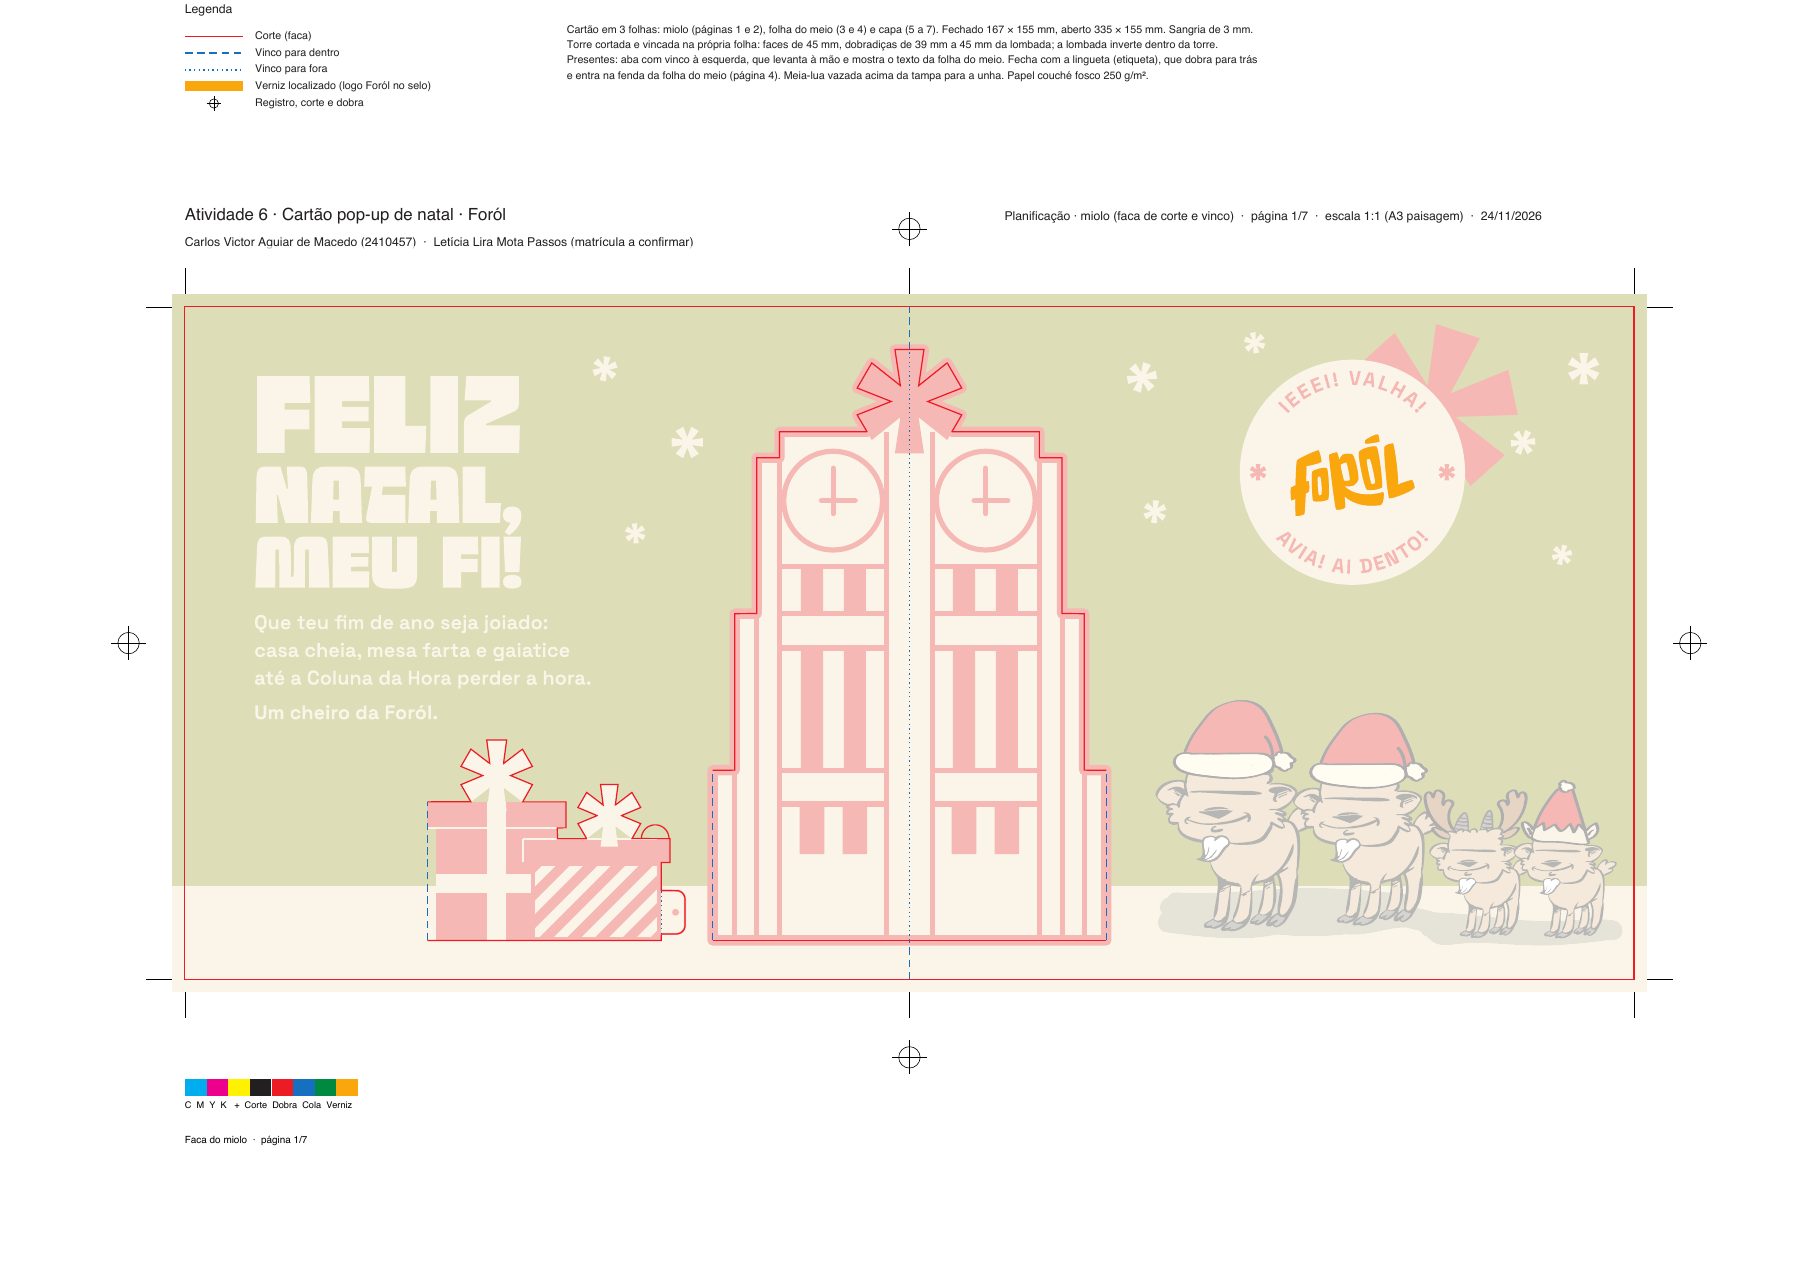 Legenda
Corte (faca)
Vinco para dentro
Vinco para fora
Verniz localizado (logo Foról no selo)
Registro, corte e dobra
Cartão em 3 folhas: miolo (páginas 1 e 2), folha do meio (3 e 4) e capa (5 a 7). Fechado 167 × 155 mm, aberto 335 × 155 mm. Sangria de 3 mm.
Torre cortada e vincada na própria folha: faces de 45 mm, dobradiças de 39 mm a 45 mm da lombada; a lombada inverte dentro da torre.
Presentes: aba com vinco à esquerda, que levanta à mão e mostra o texto da folha do meio. Fecha com a lingueta (etiqueta), que dobra para trás
e entra na fenda da folha do meio (página 4). Meia-lua vazada acima da tampa para a unha. Papel couché fosco 250 g/m².
Atividade 6 · Cartão pop-up de natal · Foról
Planificação · miolo (faca de corte e vinco) · página 1/7 · escala 1:1 (A3 paisagem) · 24/11/2026
Carlos Victor Aguiar de Macedo (2410457) · Letícia Lira Mota Passos (matrícula a confirmar)
FELIZ
NATAL,
MEU FI!
Que teu fim de ano seja joiado:
casa cheia, mesa farta e gaiatice
até a Coluna da Hora perder a hora.
Um cheiro da Foról.
IEEEI! VALHA!
FORÓL
AVIA! AI DENTO!
C M Y K + Corte Dobra Cola Verniz
Faca do miolo · página 1/7